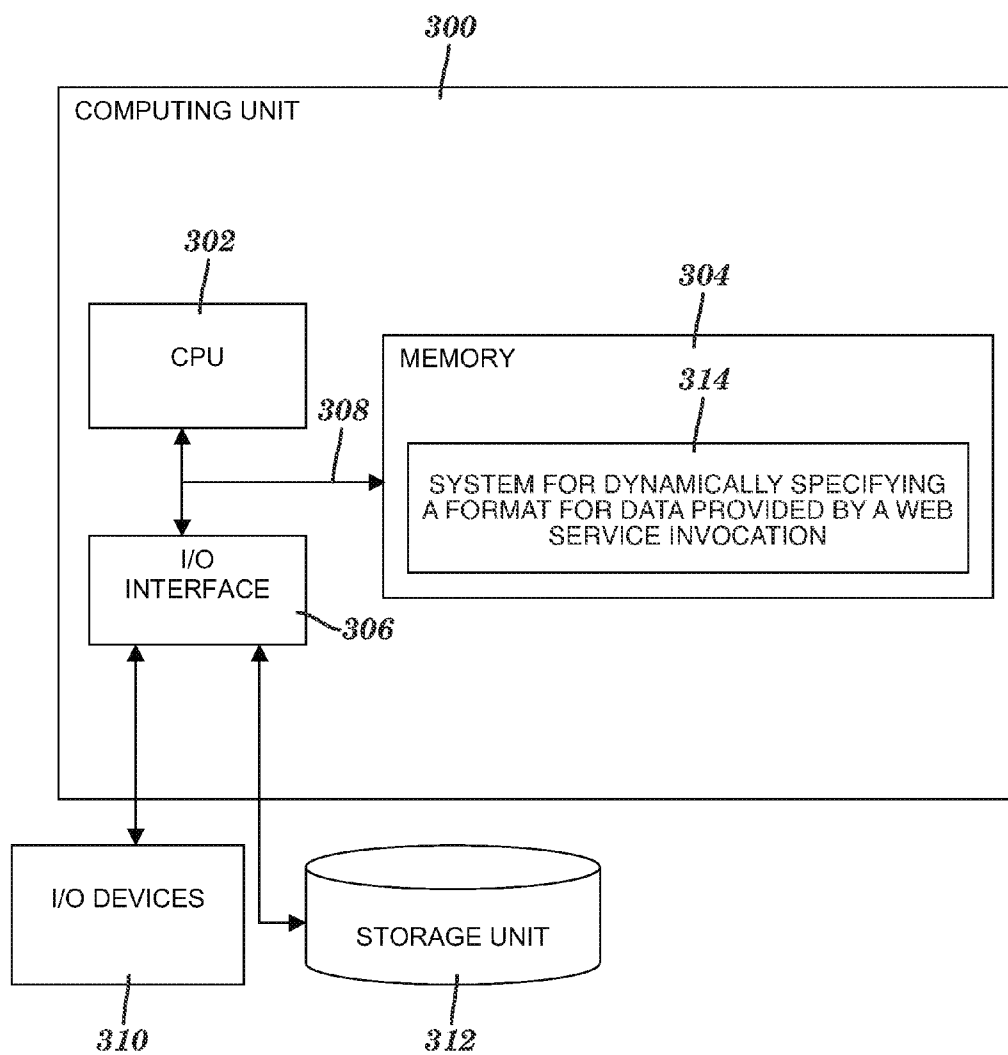 300
COMPUTING UNIT
302
304
CPU
MEMORY
314
308
SYSTEM FOR DYNAMICALLY SPECIFYING
A FORMAT FOR DATA PROVIDED BY A WEB
SERVICE INVOCATION
I/O
INTERFACE
306
I/O DEVICES
STORAGE UNIT
310
312